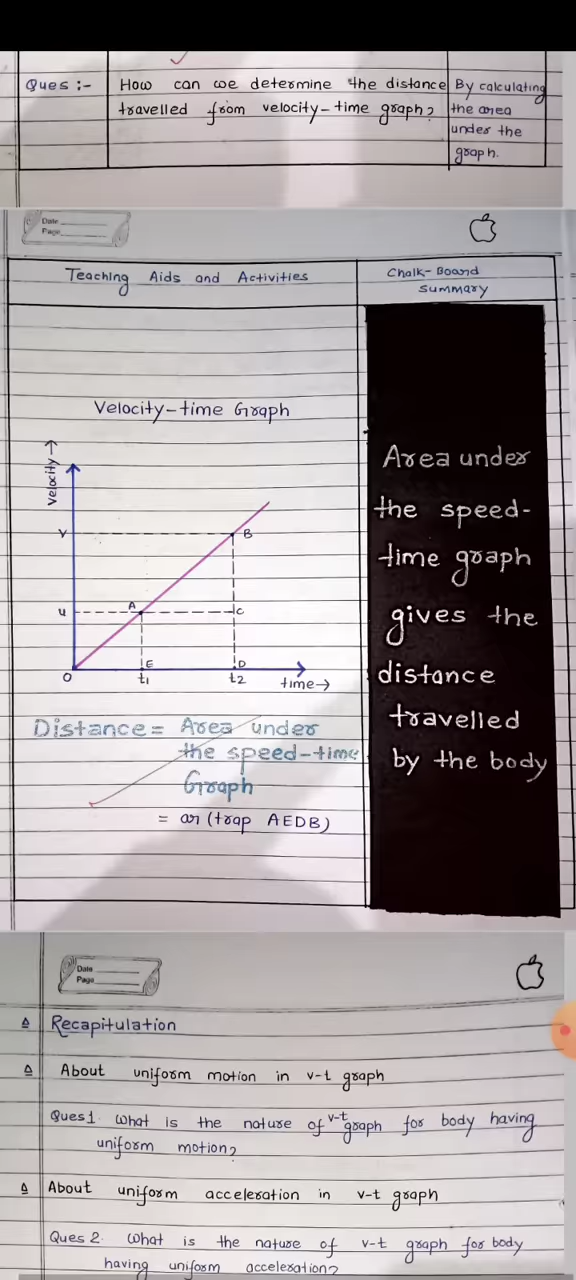 Ques :- How can we determine the distance By calculating
travelled from velocity-time graph? the area
under the
graph.
Date
Page
Teaching Aids and Activities
Chalk-Board
Summary
Velocity-time Graph
Velocity→
V
B
u
A
C
O
E
t1
D
t2
time→
Distance = Area under
the speed-time
Graph
= ar (trap AEDB)
Area under
the speed-
time graph
gives the
distance
travelled
by the body
Date
Page
Recapitulation
About uniform motion in v-t graph
Ques 1. What is the nature of v-t graph for body having
uniform motion?
About uniform acceleration in v-t graph
Ques 2. What is the nature of v-t graph for body
having uniform acceleration?